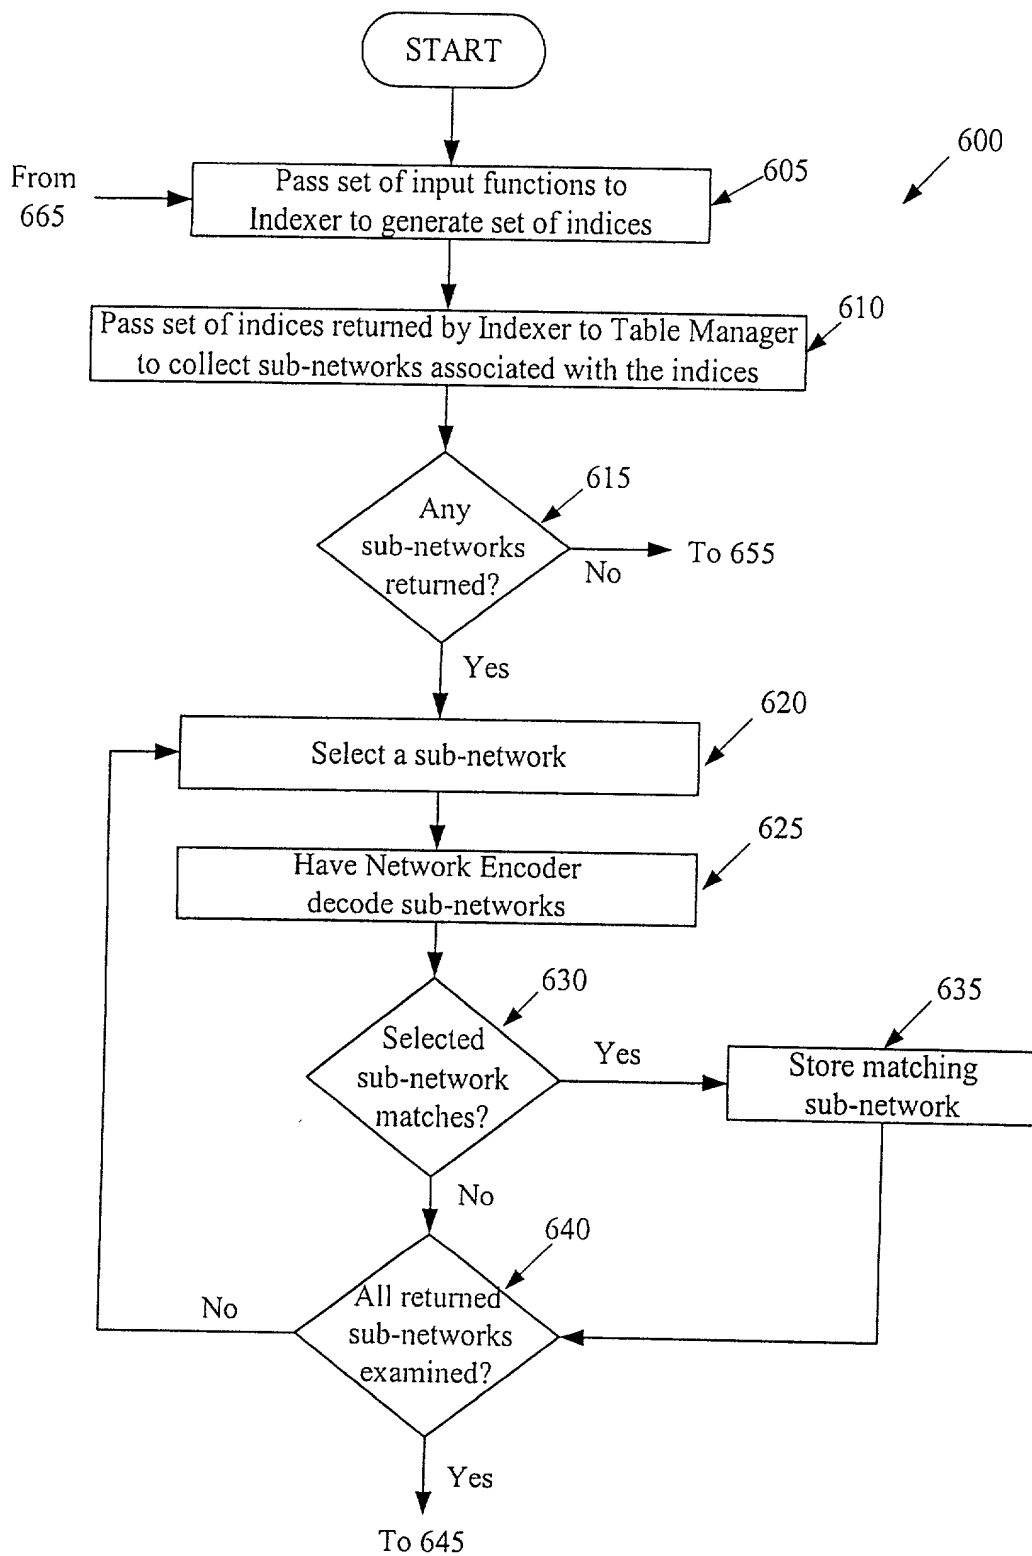 START
600
605
From
665
Pass set of input functions to
Indexer to generate set of indices
610
Pass set of indices returned by Indexer to Table Manager
to collect sub-networks associated with the indices
615
Any
sub-networks
returned?
No
To 655
Yes
620
Select a sub-network
625
Have Network Encoder
decode sub-networks
630
635
Selected
sub-network
matches?
Yes
Store matching
sub-network
No
640
All returned
sub-networks
examined?
No
Yes
To 645